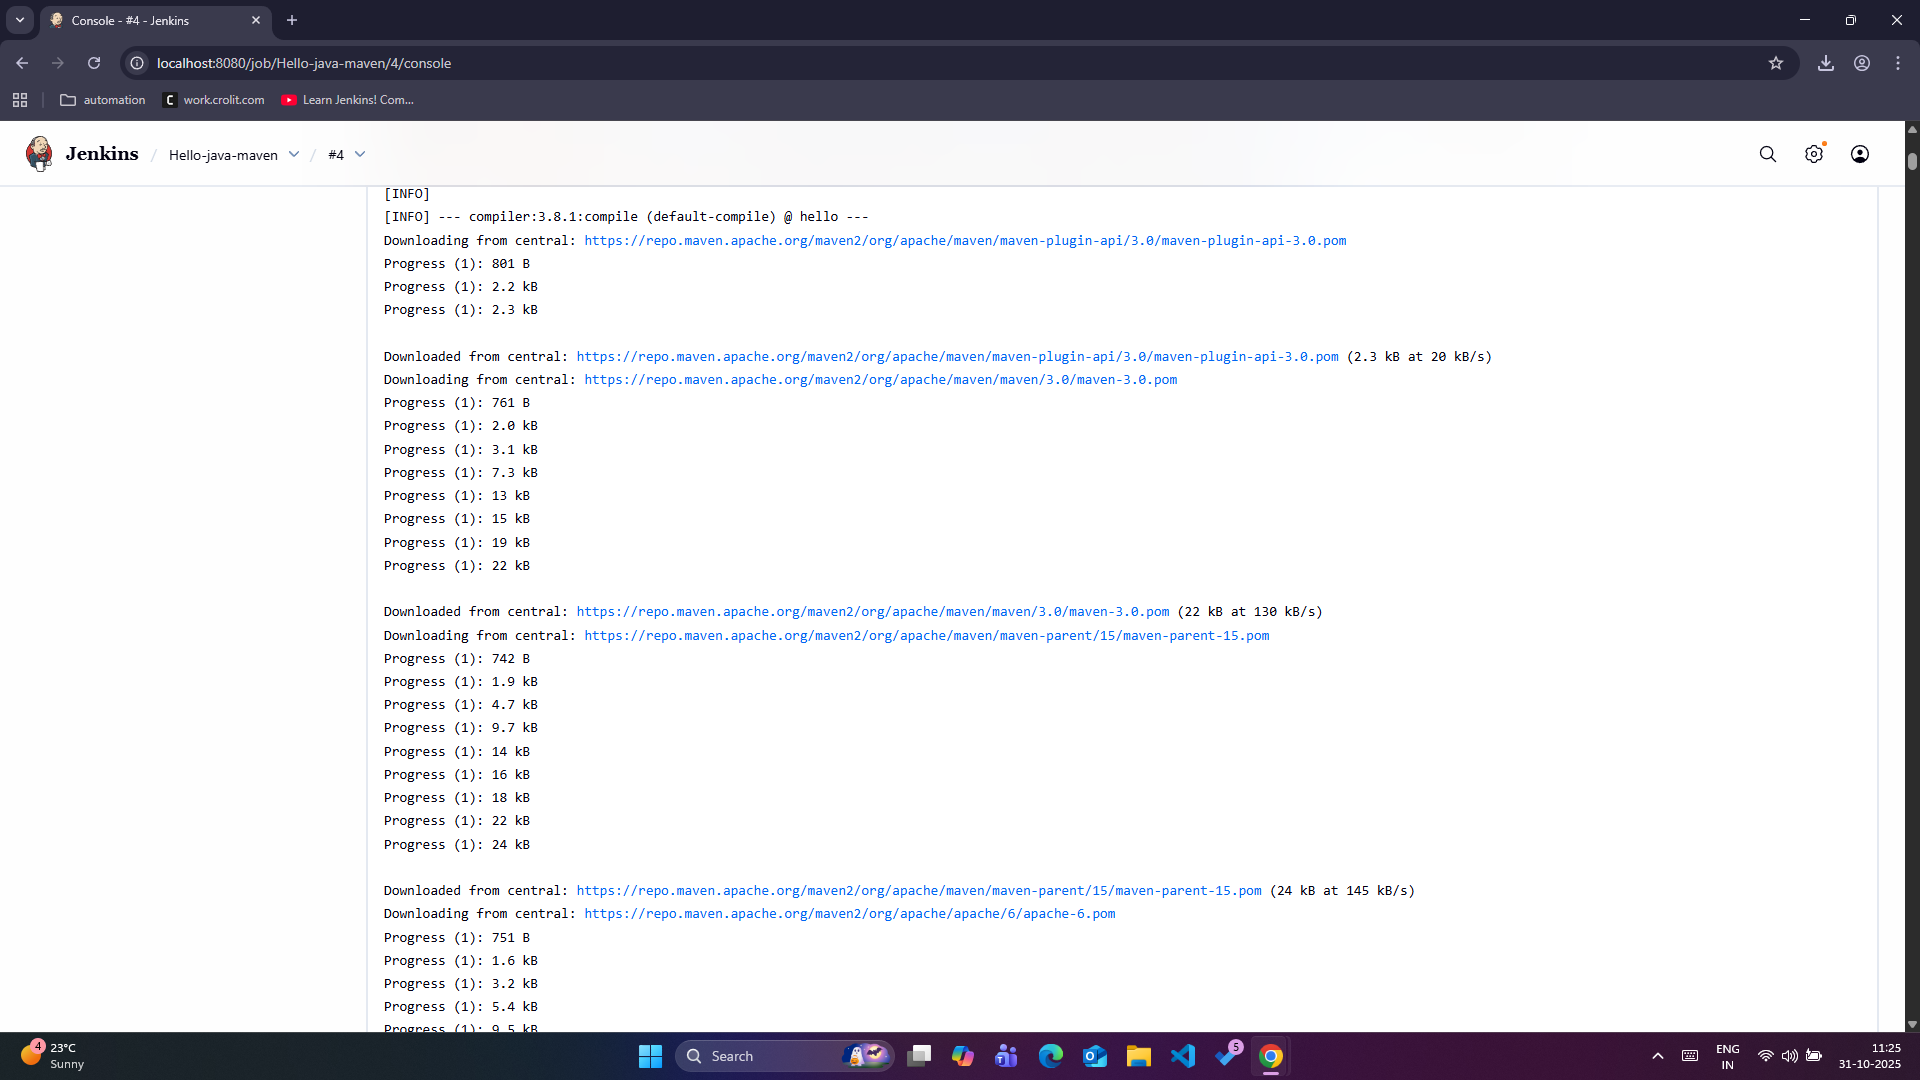 Console - #4 - Jenkins
localhost:8080/job/Hello-java-maven/4/console
automation
work.crolit.com
Learn Jenkins! Com...
Jenkins / Hello-java-maven / #4
[INFO]
[INFO] --- compiler:3.8.1:compile (default-compile) @ hello ---
Downloading from central: https://repo.maven.apache.org/maven2/org/apache/maven/maven-plugin-api/3.0/maven-plugin-api-3.0.pom
Progress (1): 801 B
Progress (1): 2.2 kB
Progress (1): 2.3 kB
Downloaded from central: https://repo.maven.apache.org/maven2/org/apache/maven/maven-plugin-api/3.0/maven-plugin-api-3.0.pom (2.3 kB at 20 kB/s)
Downloading from central: https://repo.maven.apache.org/maven2/org/apache/maven/maven/3.0/maven-3.0.pom
Progress (1): 761 B
Progress (1): 2.0 kB
Progress (1): 3.1 kB
Progress (1): 7.3 kB
Progress (1): 13 kB
Progress (1): 15 kB
Progress (1): 19 kB
Progress (1): 22 kB
Downloaded from central: https://repo.maven.apache.org/maven2/org/apache/maven/maven/3.0/maven-3.0.pom (22 kB at 130 kB/s)
Downloading from central: https://repo.maven.apache.org/maven2/org/apache/maven/maven-parent/15/maven-parent-15.pom
Progress (1): 742 B
Progress (1): 1.9 kB
Progress (1): 4.7 kB
Progress (1): 9.7 kB
Progress (1): 14 kB
Progress (1): 16 kB
Progress (1): 18 kB
Progress (1): 22 kB
Progress (1): 24 kB
Downloaded from central: https://repo.maven.apache.org/maven2/org/apache/maven/maven-parent/15/maven-parent-15.pom (24 kB at 145 kB/s)
Downloading from central: https://repo.maven.apache.org/maven2/org/apache/apache/6/apache-6.pom
Progress (1): 751 B
Progress (1): 1.6 kB
Progress (1): 3.2 kB
Progress (1): 5.4 kB
Progress (1): 9.5 kB
4
23°C
Sunny
Search
5
ENG
IN
11:25
31-10-2025